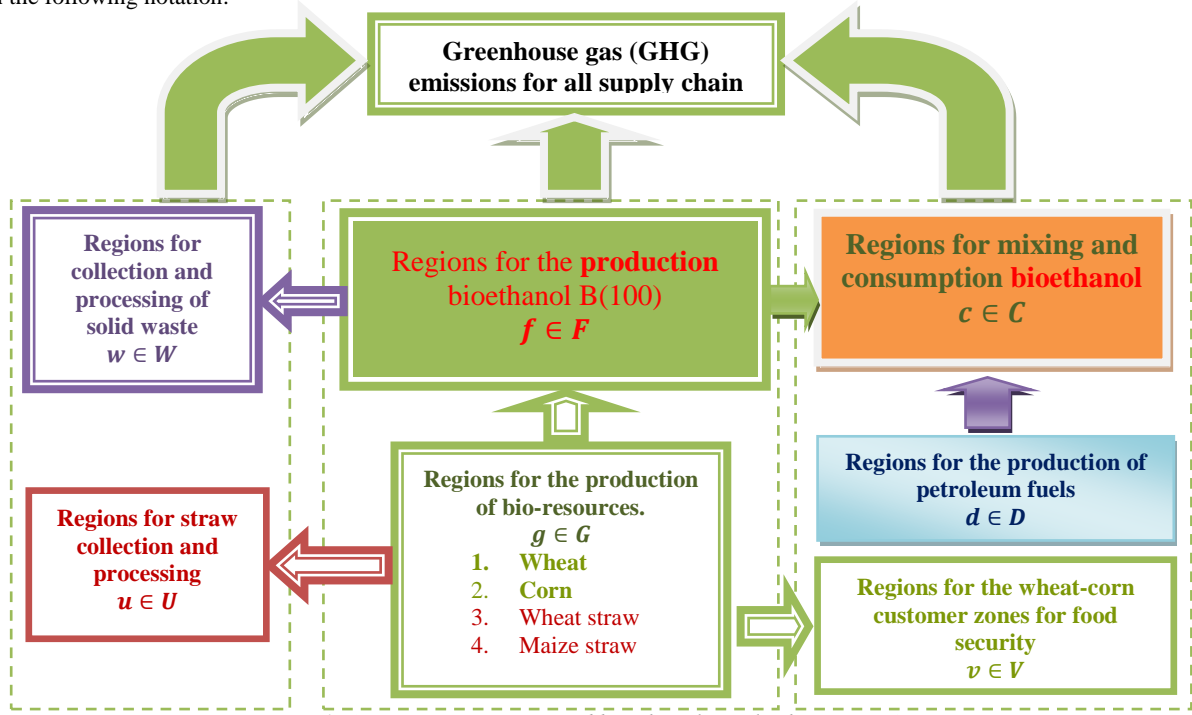 the following notation:
Greenhouse gas (GHG)
emissions for all supply chain
Regions for
collection and
processing of
solid waste
w ∈ W
Regions for the production
bioethanol B(100)
f ∈ F
Regions for mixing and
consumption bioethanol
c ∈ C
Regions for the production of
petroleum fuels
d ∈ D
Regions for straw
collection and
processing
u ∈ U
Regions for the production
of bio-resources.
g ∈ G
1. Wheat
2. Corn
3. Wheat straw
4. Maize straw
Regions for the wheat-corn
customer zones for food
security
v ∈ V